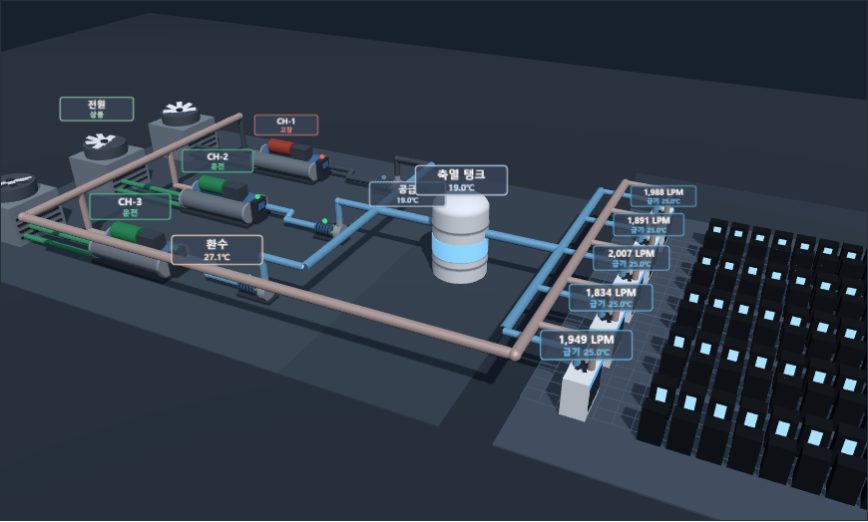 전원
상용
CH-1
고장
CH-2
운전
CH-3
운전
환수
27.1℃
공급
19.0℃
축열 탱크
19.0℃
1,988 LPM
급기 25.0℃
1,891 LPM
급기 25.0℃
2,007 LPM
급기 25.0℃
1,834 LPM
급기 25.0℃
1,949 LPM
급기 25.0℃